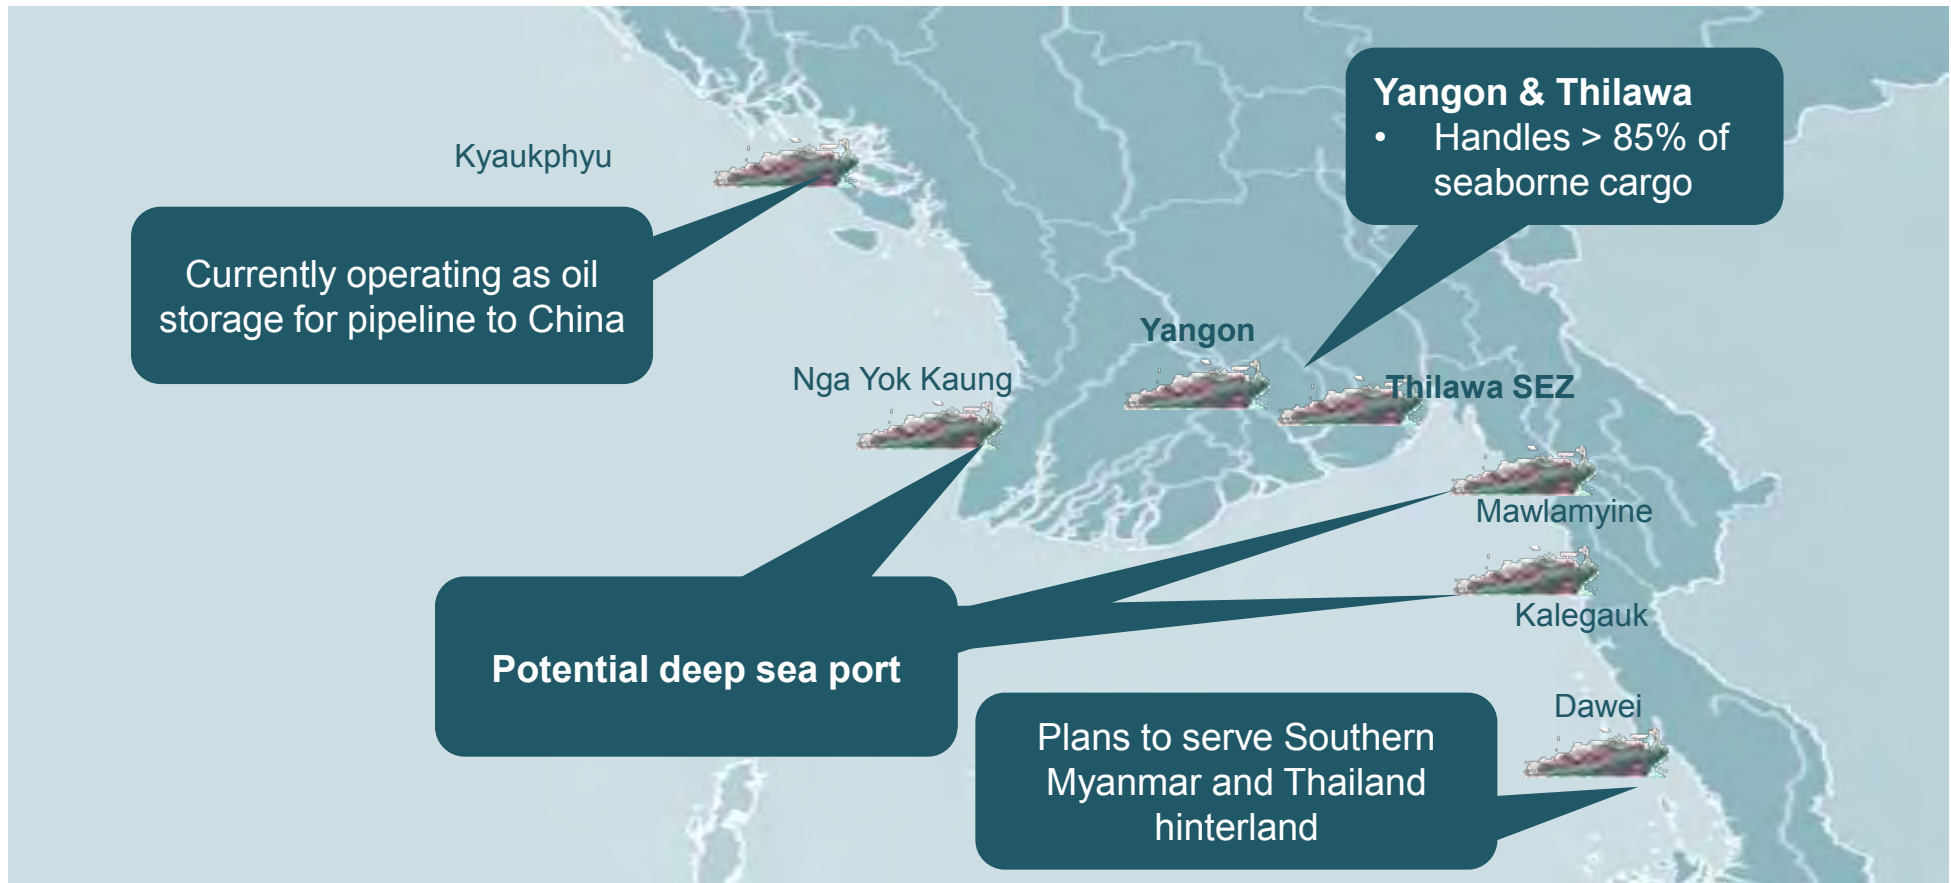 Yangon & Thilawa
• Handles > 85% of
seaborne cargo
Kyaukphyu
Currently operating as oil
storage for pipeline to China
Yangon
Nga Yok Kaung
Thilawa SEZ
Mawlamyine
Kalegauk
Potential deep sea port
Dawei
Plans to serve Southern
Myanmar and Thailand
hinterland